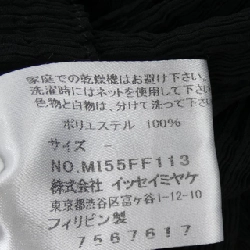 家庭での乾燥機はお避け下さい。
洗濯時にはネットを使用して下さい。
色物と白物は、分けて洗って下さい
ポリエステル 100%
サイズ -
NO.MI55FF113
株式会社 イッセイミヤケ
東京都渋谷区富ヶ谷1-12-10
フィリピン製
7567617